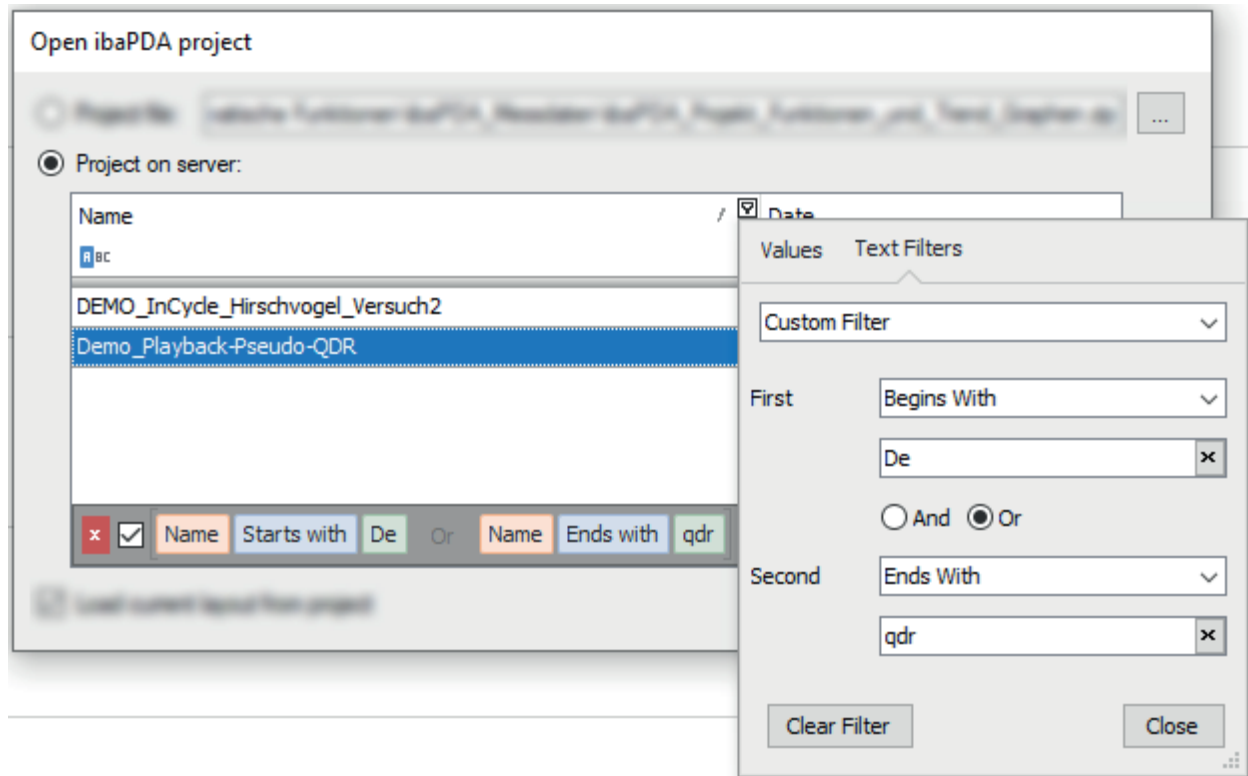 Open ibaPDA project
...
Project on server:
Name / Date
ABC
DEMO_InCycle_Hirschvogel_Versuch2
Demo_Playback-Pseudo-QDR
x Name Starts with De Or Name Ends with qdr
Values Text Filters
Custom Filter
First Begins With
De
And Or
Second Ends With
qdr
Clear Filter Close